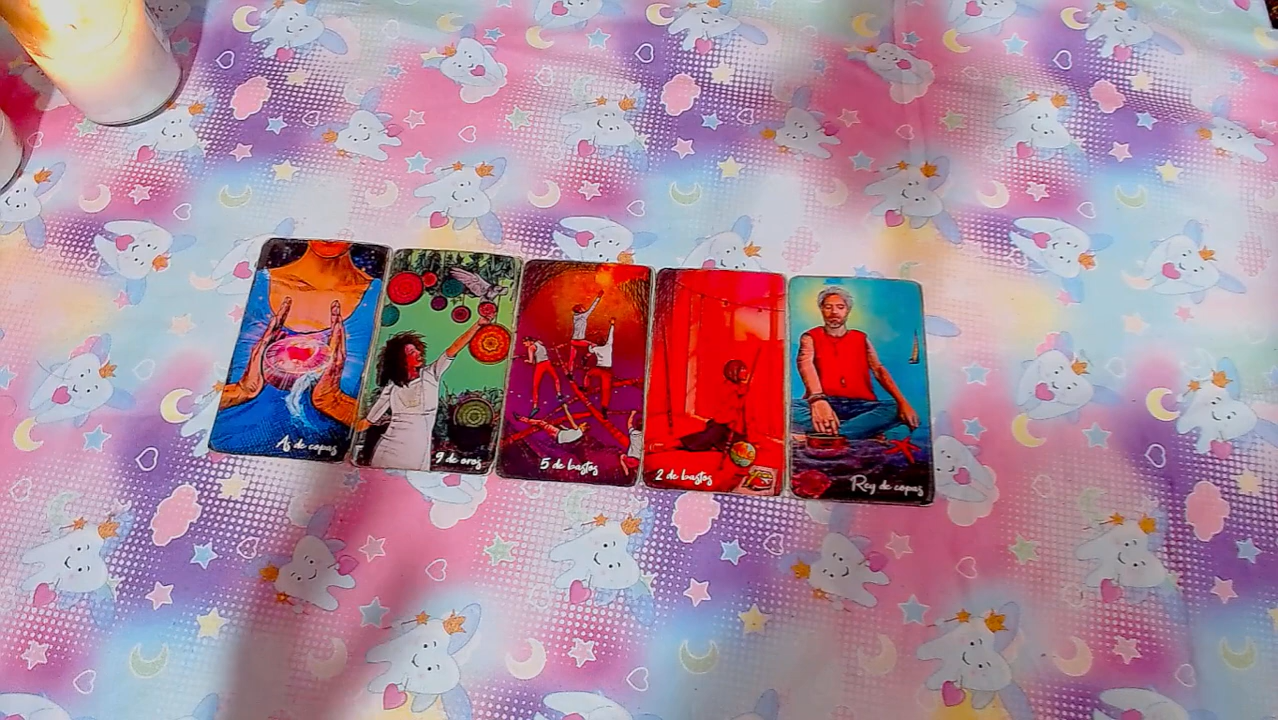 As de copas
9 de oros
5 de bastos
2 de bastos
Rey de copas